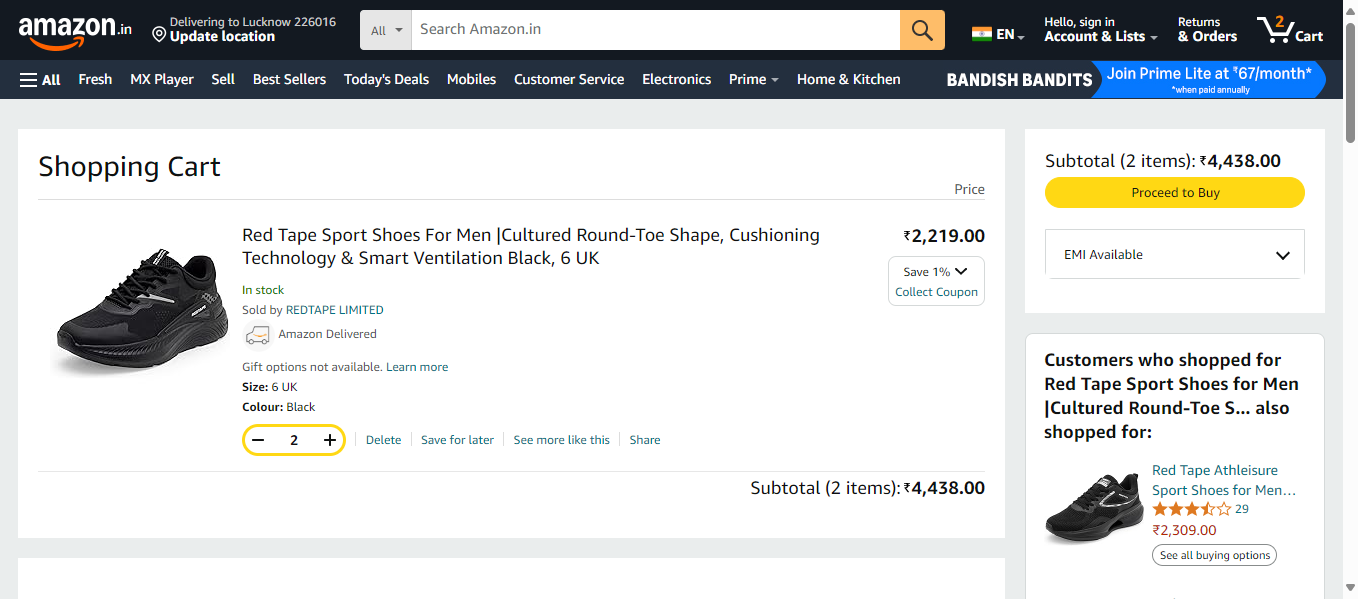 amazon.in
Delivering to Lucknow 226016
Update location
All
Search Amazon.in
EN
Hello, sign in
Account & Lists
Returns
& Orders
2
Cart
All
Fresh
MX Player
Sell
Best Sellers
Today's Deals
Mobiles
Customer Service
Electronics
Prime
Home & Kitchen
BANDISH BANDITS
Join Prime Lite at ₹67/month*
*when paid annually
Shopping Cart
Price
Red Tape Sport Shoes For Men |Cultured Round-Toe Shape, Cushioning
Technology & Smart Ventilation Black, 6 UK
₹2,219.00
Save 1%
Collect Coupon
In stock
Sold by REDTAPE LIMITED
Amazon Delivered
Gift options not available. Learn more
Size: 6 UK
Colour: Black
2
Delete
Save for later
See more like this
Share
Subtotal (2 items): ₹4,438.00
Subtotal (2 items): ₹4,438.00
Proceed to Buy
EMI Available
Customers who shopped for
Red Tape Sport Shoes for Men
|Cultured Round-Toe S... also
shopped for:
Red Tape Athleisure
Sport Shoes for Men...
29
₹2,309.00
See all buying options